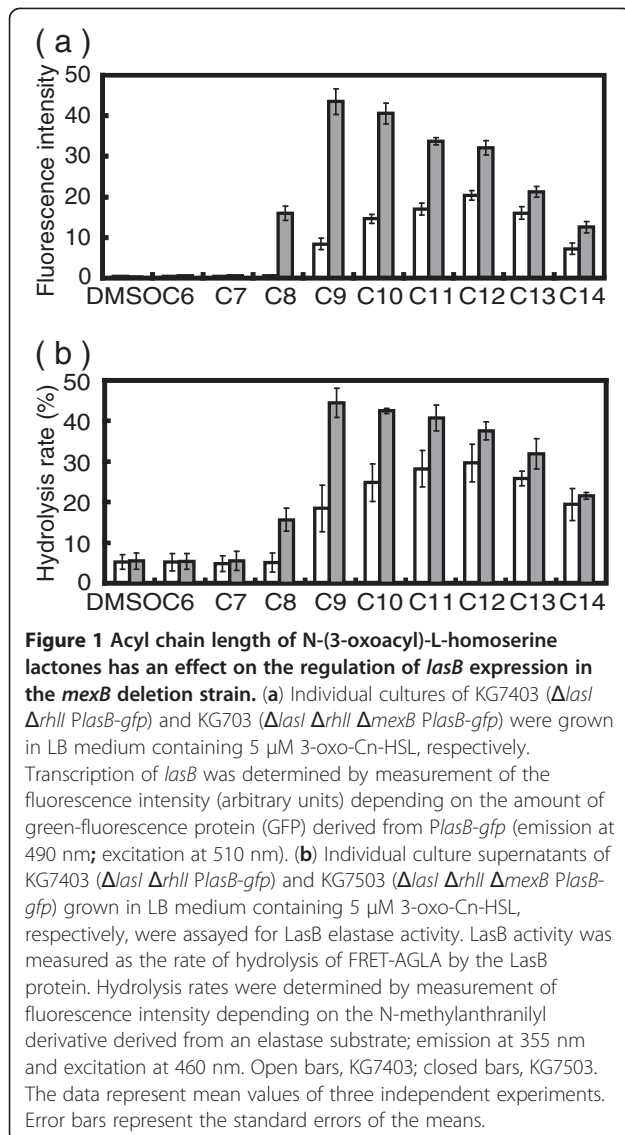 ( a )
50
40
30
20
10
0
Fluorescence intensity
DMSO C6 C7 C8 C9 C10 C11 C12 C13 C14
( b )
50
40
30
20
10
0
Hydrolysis rate (%)
DMSO C6 C7 C8 C9 C10 C11 C12 C13 C14
Figure 1 Acyl chain length of N-(3-oxoacyl)-L-homoserine
lactones has an effect on the regulation of lasB expression in
the mexB deletion strain. (a) Individual cultures of KG7403 (ΔlasI
ΔrhlI PlasB-gfp) and KG703 (ΔlasI ΔrhlI ΔmexB PlasB-gfp) were grown
in LB medium containing 5 μM 3-oxo-Cn-HSL, respectively.
Transcription of lasB was determined by measurement of the
fluorescence intensity (arbitrary units) depending on the amount of
green-fluorescence protein (GFP) derived from PlasB-gfp (emission at
490 nm; excitation at 510 nm). (b) Individual culture supernatants of
KG7403 (ΔlasI ΔrhlI PlasB-gfp) and KG7503 (ΔlasI ΔrhlI ΔmexB PlasB-
gfp) grown in LB medium containing 5 μM 3-oxo-Cn-HSL,
respectively, were assayed for LasB elastase activity. LasB activity was
measured as the rate of hydrolysis of FRET-AGLA by the LasB
protein. Hydrolysis rates were determined by measurement of
fluorescence intensity depending on the N-methylanthranilyl
derivative derived from an elastase substrate; emission at 355 nm
and excitation at 460 nm. Open bars, KG7403; closed bars, KG7503.
The data represent mean values of three independent experiments.
Error bars represent the standard errors of the means.